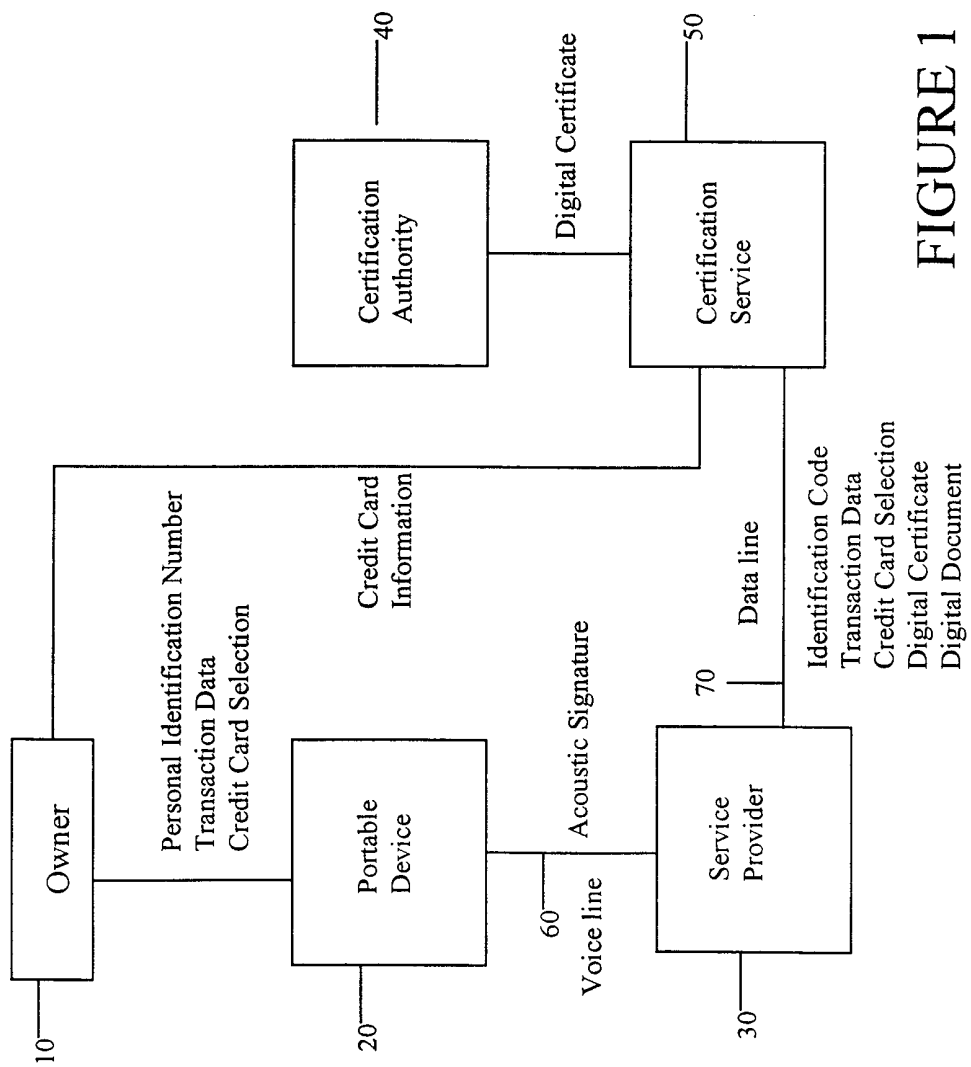 10
Owner
Personal Identification Number
Transaction Data
Credit Card Selection
20
Portable
Device
Credit Card
Information
Certification
Authority
40
60
Voice line
Acoustic Signature
Digital Certificate
30
Service
Provider
70
Data line
Certification
Service
50
Identification Code
Transaction Data
Credit Card Selection
Digital Certificate
Digital Document
FIGURE 1